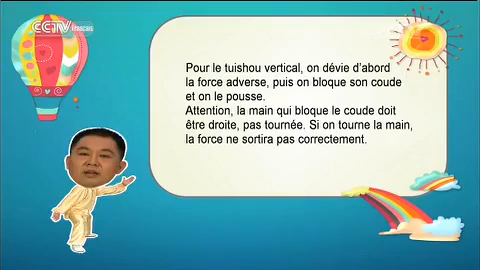 CCTV français
Pour le tuishou vertical, on dévie d'abord
la force adverse, puis on bloque son coude
et on le pousse.
Attention, la main qui bloque le coude doit
être droite, pas tournée. Si on tourne la main,
la force ne sortira pas correctement.